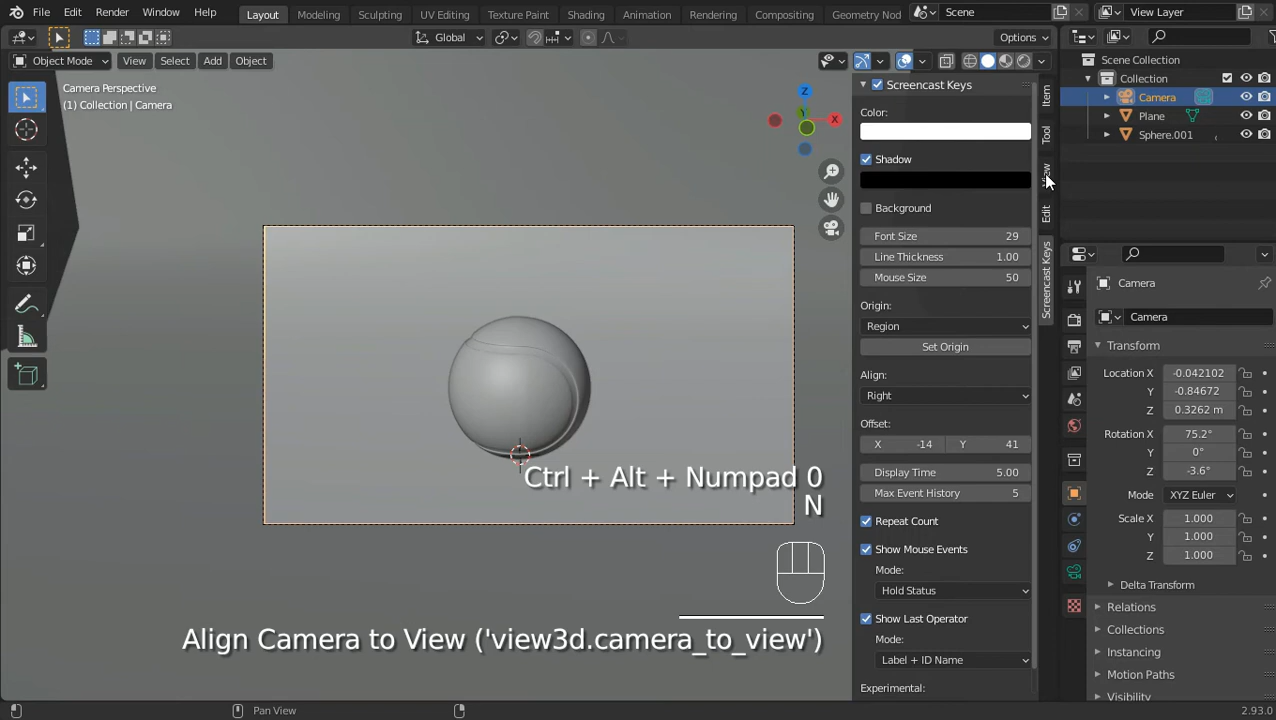 File Edit Render Window Help Layout Modeling Sculpting UV Editing Texture Paint Shading Animation Rendering Compositing Geometry Nod Scene View Layer
Global Options
Object Mode View Select Add Object
Camera Perspective
(1) Collection | Camera
Z
Y
X
Screencast Keys
Color:
Shadow
Background
Font Size 29
Line Thickness 1.00
Mouse Size 50
Origin:
Region
Set Origin
Align:
Right
Offset:
X -14 Y 41
Display Time 5.00
Max Event History 5
Repeat Count
Show Mouse Events
Mode:
Hold Status
Show Last Operator
Mode:
Label + ID Name
Experimental:
Item
Tool
View
Edit
Screencast Keys
Scene Collection
Collection
Camera
Plane
Sphere.001
Camera
Camera
Transform
Location X -0.042102
Y -0.84672
Z 0.3262 m
Rotation X 75.2°
Y 0°
Z -3.6°
Mode XYZ Euler
Scale X 1.000
Y 1.000
Z 1.000
Delta Transform
Relations
Collections
Instancing
Motion Paths
Visibility
Ctrl + Alt + Numpad 0
N
Align Camera to View ('view3d.camera_to_view')
Pan View
2.93.0